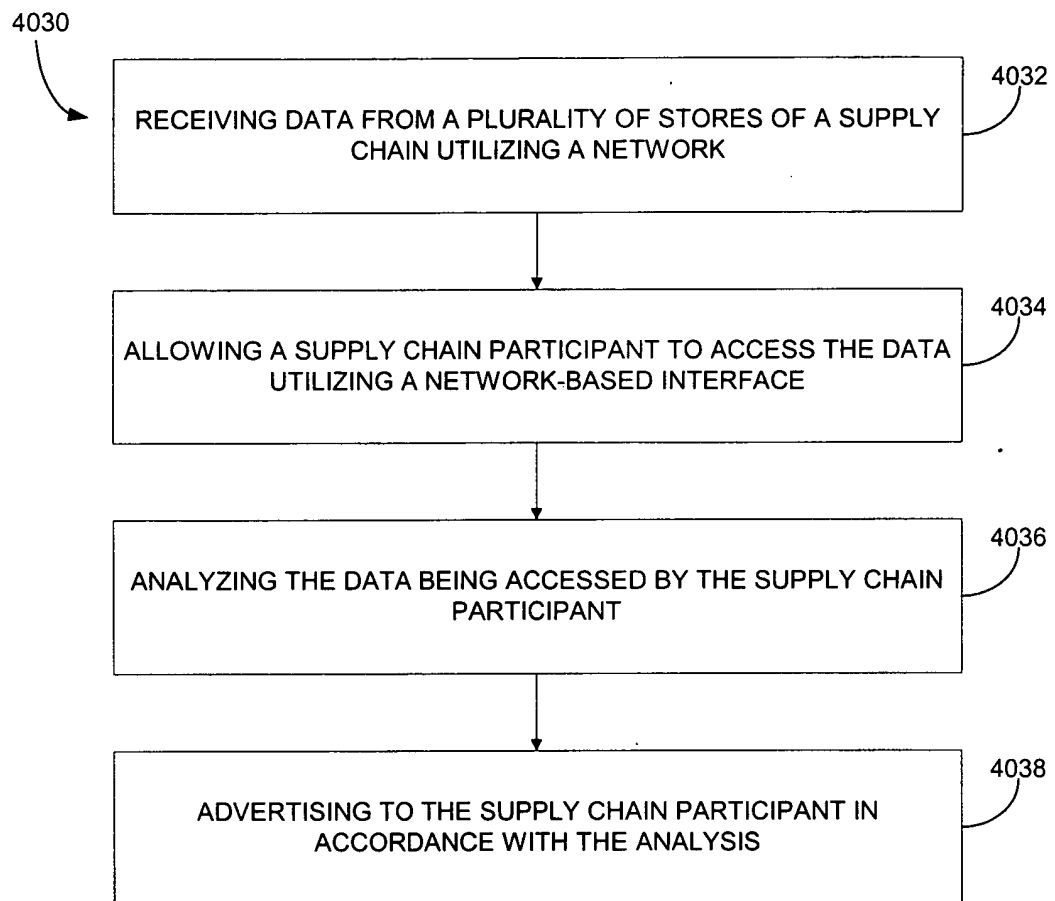 4030
4032
RECEIVING DATA FROM A PLURALITY OF STORES OF A SUPPLY
CHAIN UTILIZING A NETWORK
4034
ALLOWING A SUPPLY CHAIN PARTICIPANT TO ACCESS THE DATA
UTILIZING A NETWORK-BASED INTERFACE
4036
ANALYZING THE DATA BEING ACCESSED BY THE SUPPLY CHAIN
PARTICIPANT
4038
ADVERTISING TO THE SUPPLY CHAIN PARTICIPANT IN
ACCORDANCE WITH THE ANALYSIS